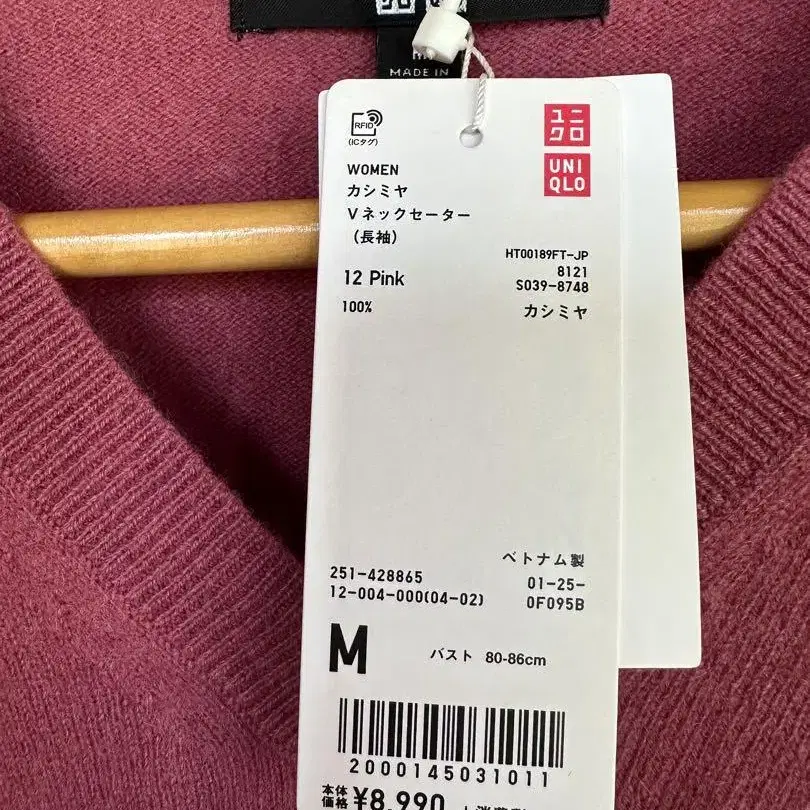 MADE IN
RFID
(ICタグ)
ユニ
クロ
UNI
QLO
WOMEN
カシミヤ
Vネックセーター
(長袖)
HT00189FT-JP
8121
12 Pink
S039-8748
100%
カシミヤ
ベトナム製
251-428865
01-25-
12-004-000(04-02)
0F095B
M
バスト 80-86cm
2000145031011
本体
価格
¥8,990